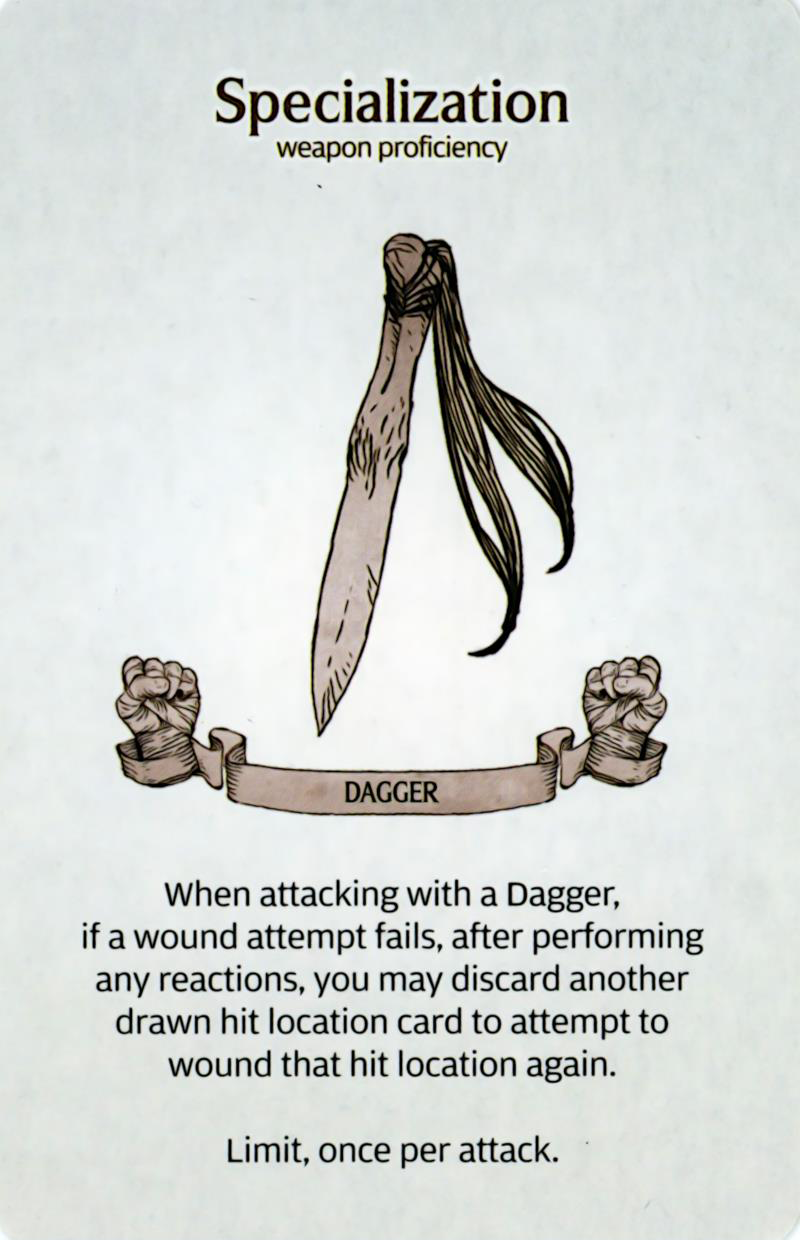 Specialization
weapon proficiency
DAGGER
When attacking with a Dagger,
if a wound attempt fails, after performing
any reactions, you may discard another
drawn hit location card to attempt to
wound that hit location again.
Limit, once per attack.